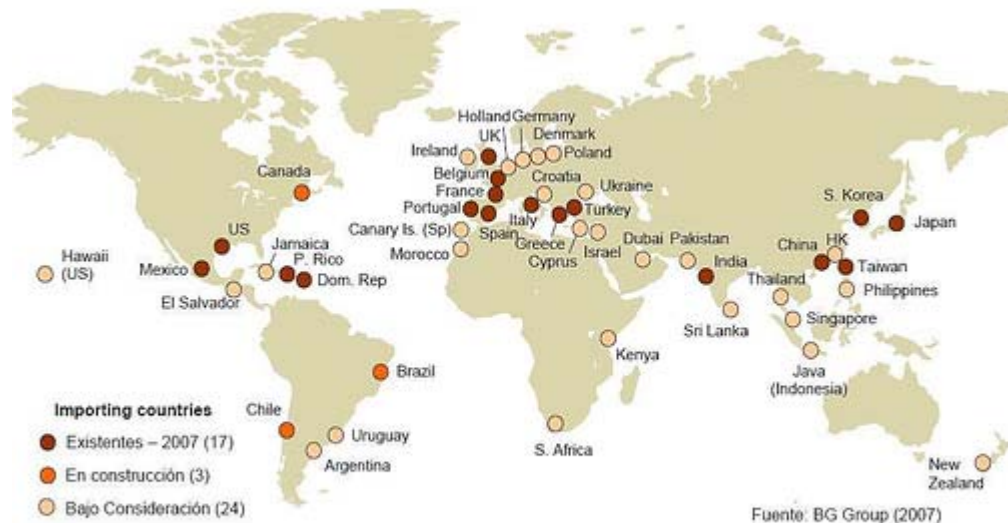 Holland
Germany
UK
Denmark
Ireland
Poland
Canada
Belgium
Croatia
France
Ukraine
S. Korea
Portugal
Italy
Turkey
Japan
US
Canary Is. (Sp)
Spain
Greece
HK
Jamaica
Morocco
Cyprus
Israel
Dubai
Pakistan
China
Hawaii
(US)
P. Rico
Mexico
Dom. Rep
India
Thailand
Taiwan
El Salvador
Philippines
Sri Lanka
Singapore
Kenya
Java
(Indonesia)
Brazil
Importing countries
Chile
Existentes – 2007 (17)
Uruguay
S. Africa
En construcción (3)
Argentina
New
Zealand
Bajo Consideración (24)
Fuente: BG Group (2007)